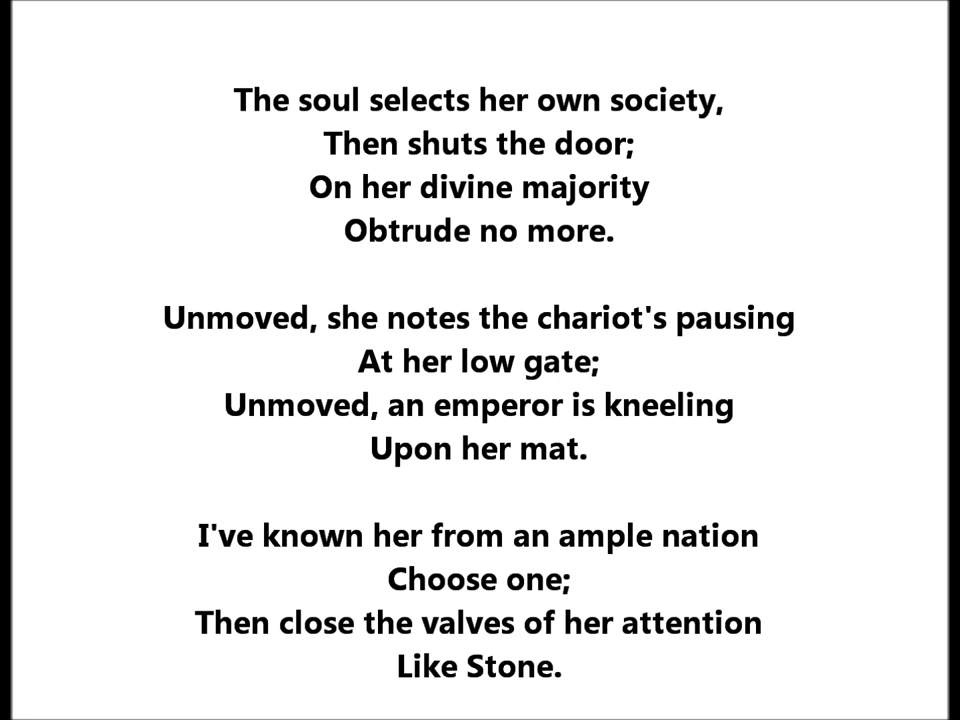 The soul selects her own society,
Then shuts the door;
On her divine majority
Obtrude no more.

Unmoved, she notes the chariot's pausing
At her low gate;
Unmoved, an emperor is kneeling
Upon her mat.

I've known her from an ample nation
Choose one;
Then close the valves of her attention
Like Stone.